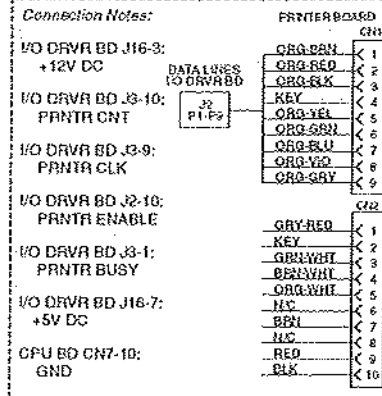 Connection Notes:
I/O DRVR BD J16-3:
+12V DC
I/O DRVR BD J3-10:
PRNTR CNT
I/O DRVR BD J3-9:
PRNTR CLK
I/O DRVR BD J2-10:
PRNTR ENABLE
I/O DRVR BD J3-1:
PRNTR BUSY
I/O DRVR BD J16-7:
+5V DC
CPU BD CN7-10:
GND
DATA LINES
I/O DRVR BD
J2
P1-P9
PRINTER BOARD
CN1
ORG-BRN 1
ORG-RED 2
ORG-BLK 3
KEY 4
ORG-YEL 5
ORG-GRN 6
ORG-BLU 7
ORG-VIO 8
ORG-GRY 9
CN2
GRY-RED 1
KEY 2
GRN-WHT 3
BRN-WHT 4
ORG-WHT 5
N/C 6
BRN 7
N/C 8
RED 9
BLK 10